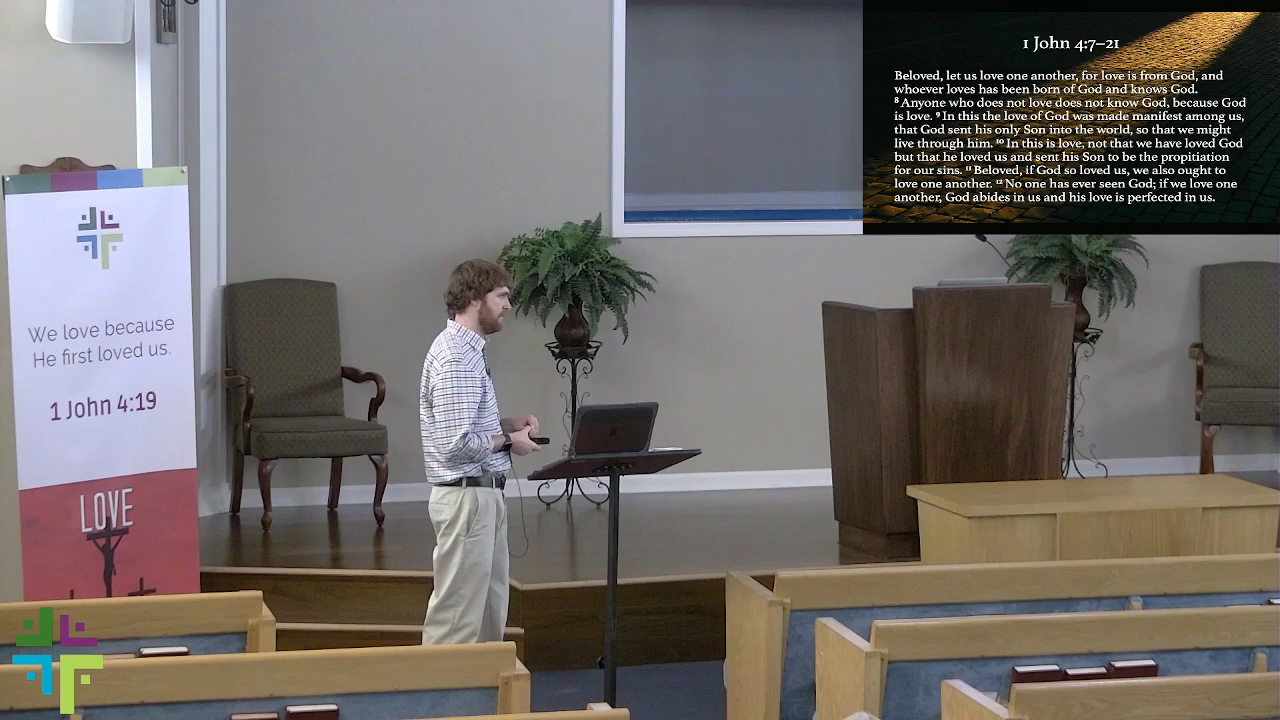 We love because
He first loved us.
1 John 4:19
LOVE
1 John 4:7–21
Beloved, let us love one another, for love is from God, and
whoever loves has been born of God and knows God.
8 Anyone who does not love does not know God, because God
is love. 9 In this the love of God was made manifest among us,
that God sent his only Son into the world, so that we might
live through him. 10 In this is love, not that we have loved God
but that he loved us and sent his Son to be the propitiation
for our sins. 11 Beloved, if God so loved us, we also ought to
love one another. 12 No one has ever seen God; if we love one
another, God abides in us and his love is perfected in us.